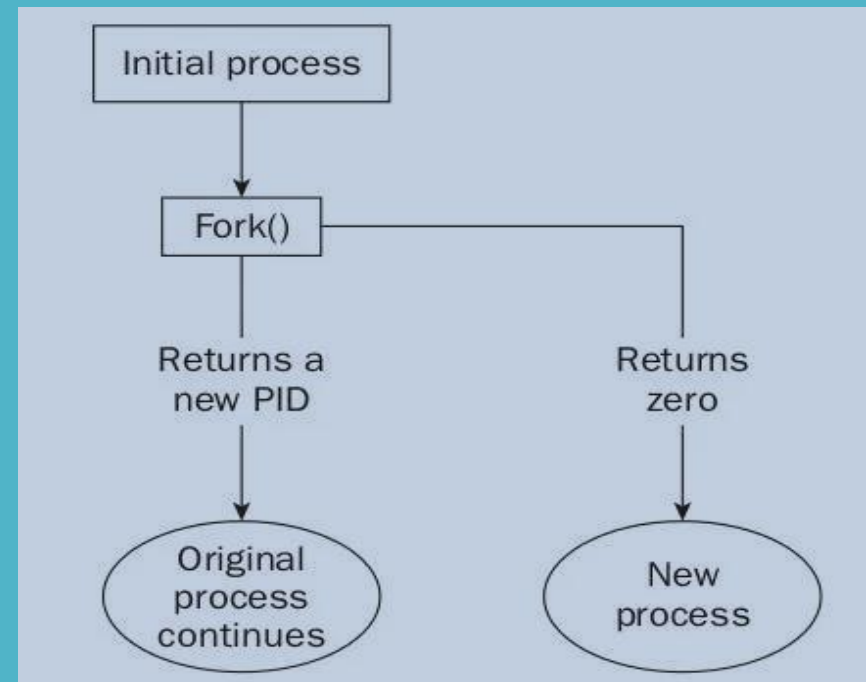 Initial process
Fork()
Returns a
new PID
Returns
zero
Original
process
continues
New
process